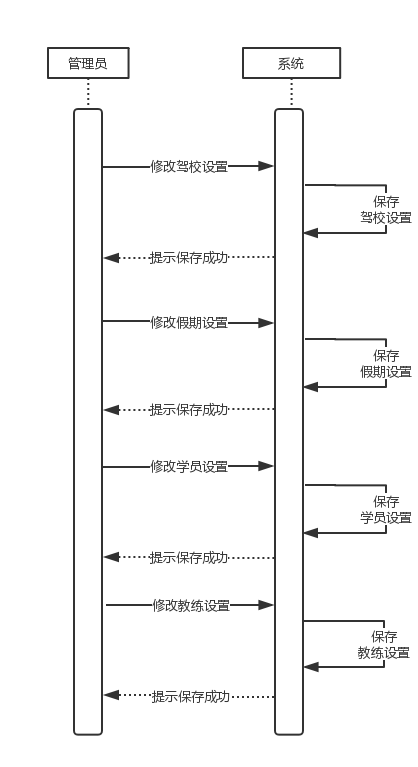 管理员
系统
修改驾校设置
保存
驾校设置
提示保存成功
修改假期设置
保存
假期设置
提示保存成功
修改学员设置
保存
学员设置
提示保存成功
修改教练设置
保存
教练设置
提示保存成功